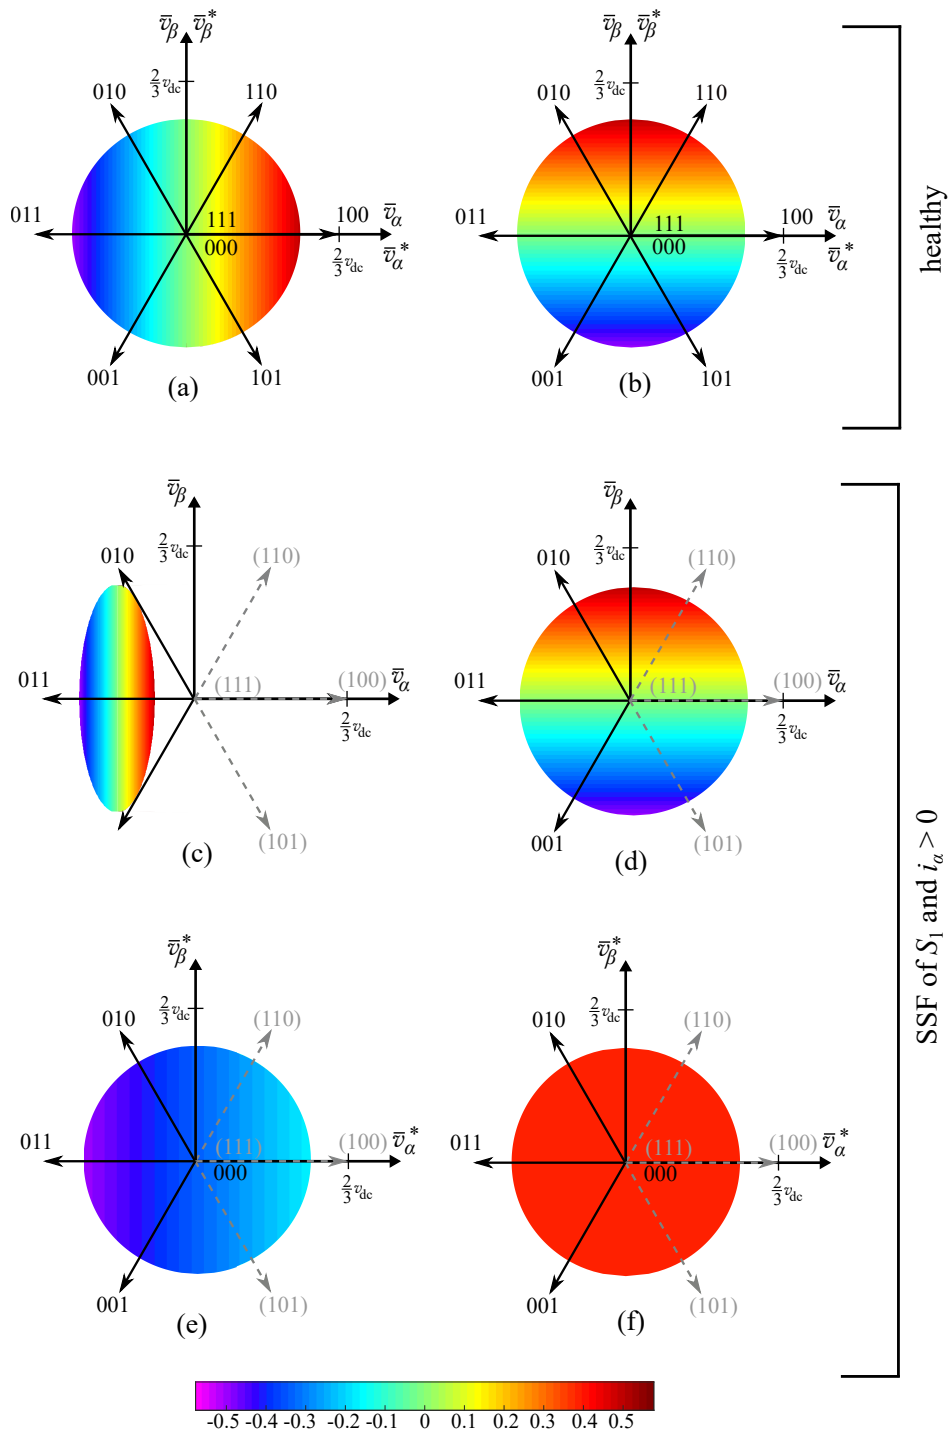 v̅β v̅β*
2/3 vdc
010
110
011
111
000
100
v̅α
v̅α*
2/3 vdc
001
101
(a)
v̅β v̅β*
2/3 vdc
010
110
011
111
000
100
v̅α
v̅α*
2/3 vdc
001
101
(b)
healthy
v̅β
2/3 vdc
010
(110)
011
(111)
(100)
v̅α
2/3 vdc
(101)
(c)
v̅β
2/3 vdc
010
(110)
011
(111)
(100)
v̅α
2/3 vdc
001
(101)
(d)
v̅β*
2/3 vdc
010
(110)
011
(111)
000
(100)
v̅α*
2/3 vdc
001
(101)
(e)
v̅β*
2/3 vdc
010
(110)
011
(111)
000
(100)
v̅α*
2/3 vdc
001
(101)
(f)
SSF of S1 and iα > 0
-0.5 -0.4 -0.3 -0.2 -0.1 0 0.1 0.2 0.3 0.4 0.5